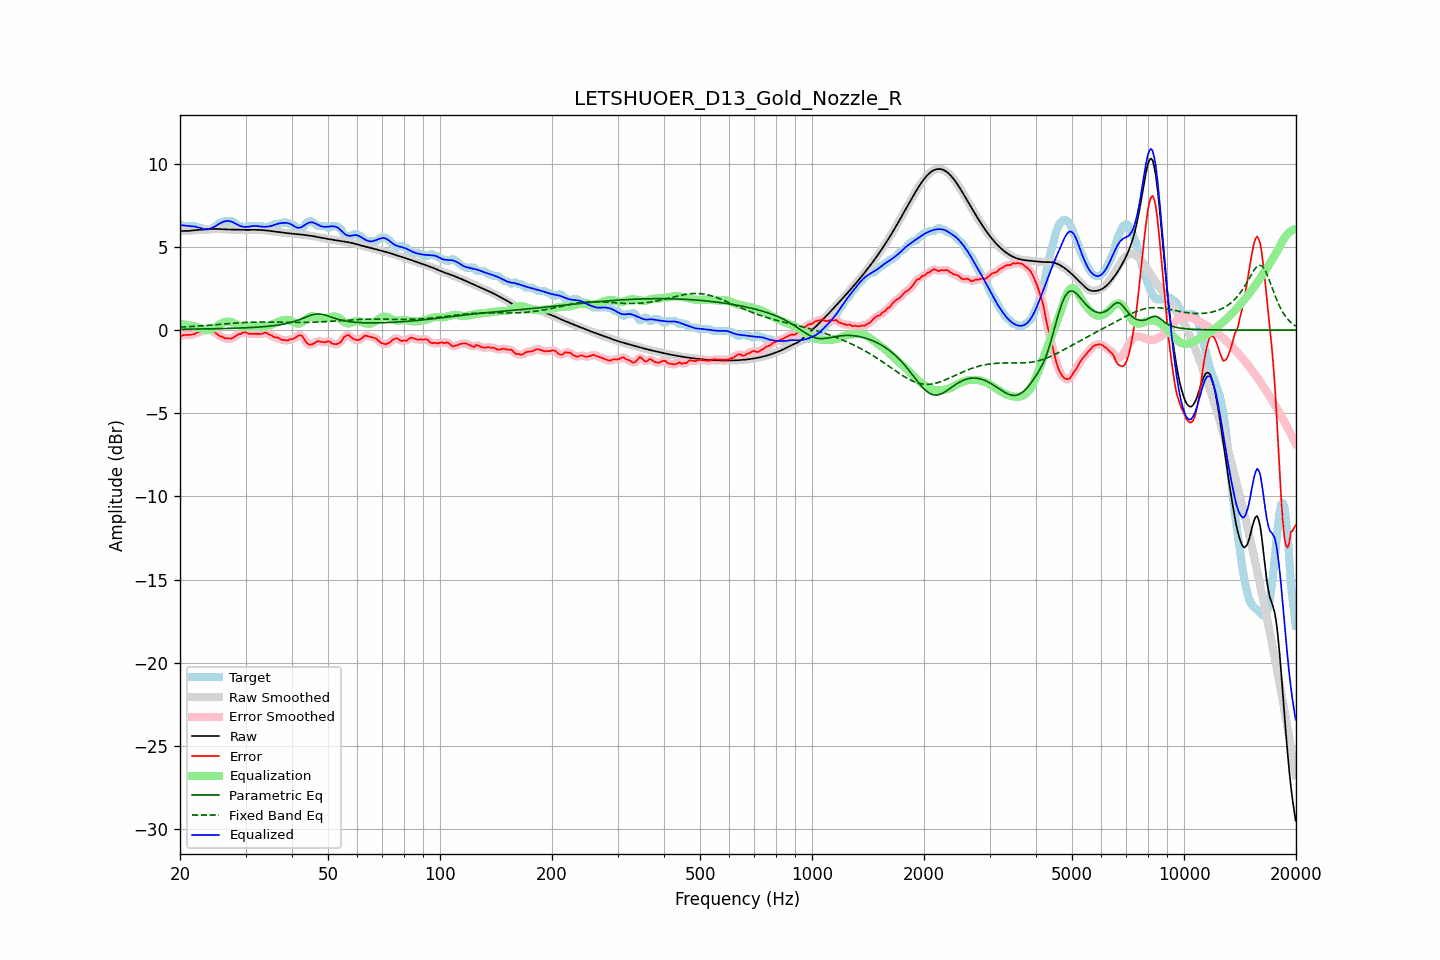 LETSHUOER_D13_Gold_Nozzle_R
10
5
0
−5
−10
−15
−20
−25
−30
Amplitude (dBr)
Target
Raw Smoothed
Error Smoothed
Raw
Error
Equalization
Parametric Eq
Fixed Band Eq
Equalized
20
50
100
200
500
1000
2000
5000
10000
20000
Frequency (Hz)